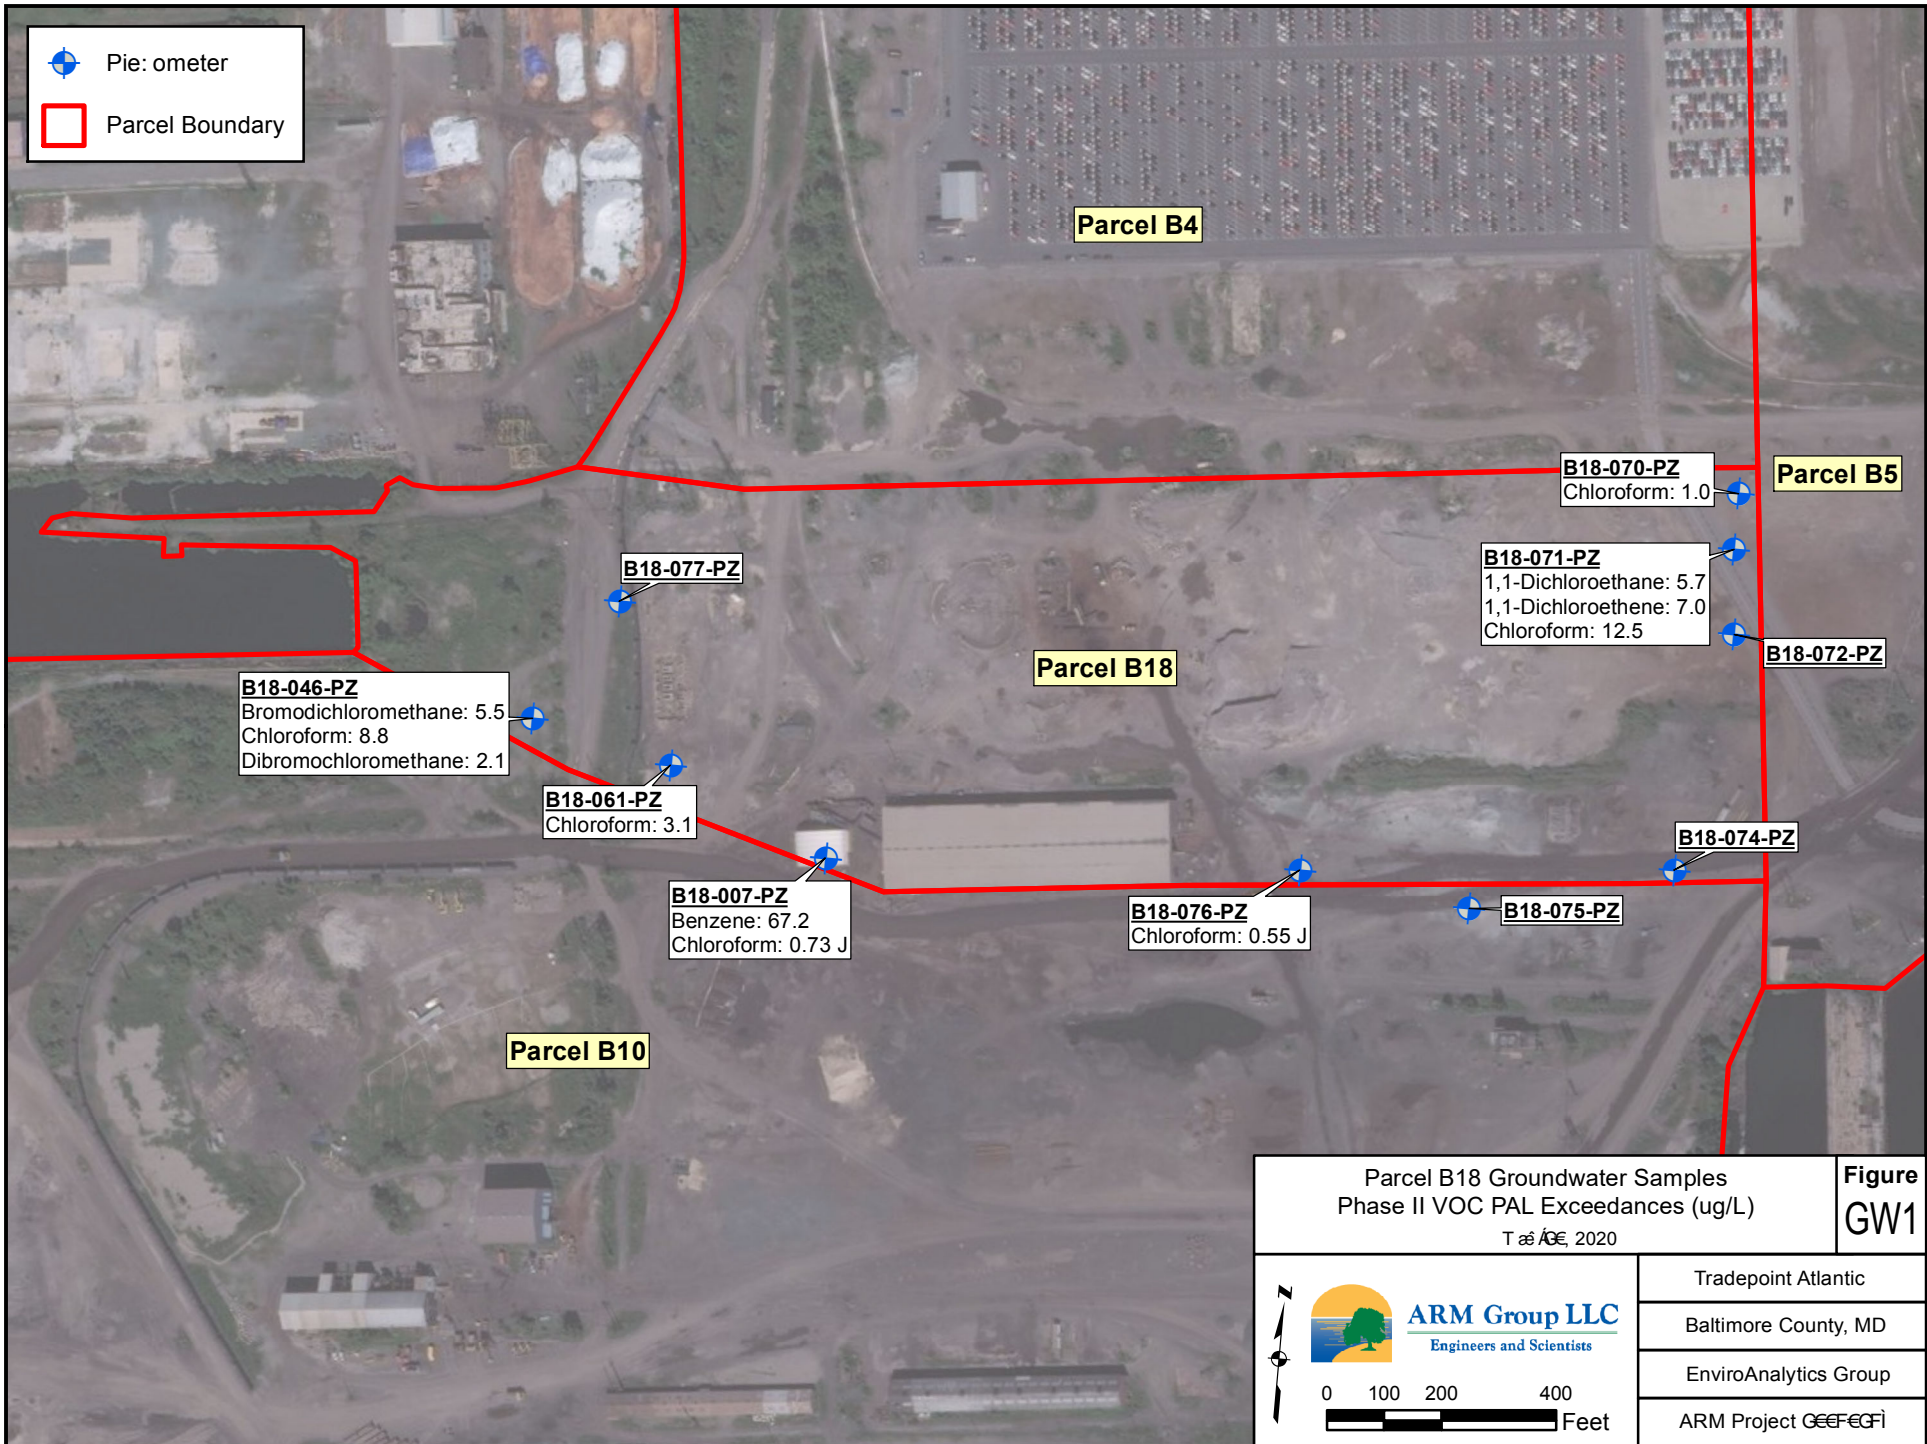 Pie: ometer
Parcel Boundary
Parcel B4
B18-070-PZ
Chloroform: 1.0
Parcel B5
B18-071-PZ
1,1-Dichloroethane: 5.7
1,1-Dichloroethene: 7.0
Chloroform: 12.5
B18-077-PZ
B18-072-PZ
Parcel B18
B18-046-PZ
Bromodichloromethane: 5.5
Chloroform: 8.8
Dibromochloromethane: 2.1
B18-061-PZ
Chloroform: 3.1
B18-074-PZ
B18-007-PZ
Benzene: 67.2
Chloroform: 0.73 J
B18-076-PZ
Chloroform: 0.55 J
B18-075-PZ
Parcel B10
Parcel B18 Groundwater Samples
Phase II VOC PAL Exceedances (ug/L)
2020
Figure
GW1
Z
ARM Group LLC
Engineers and Scientists
0 100 200 400
Feet
Tradepoint Atlantic
Baltimore County, MD
EnviroAnalytics Group
ARM Project